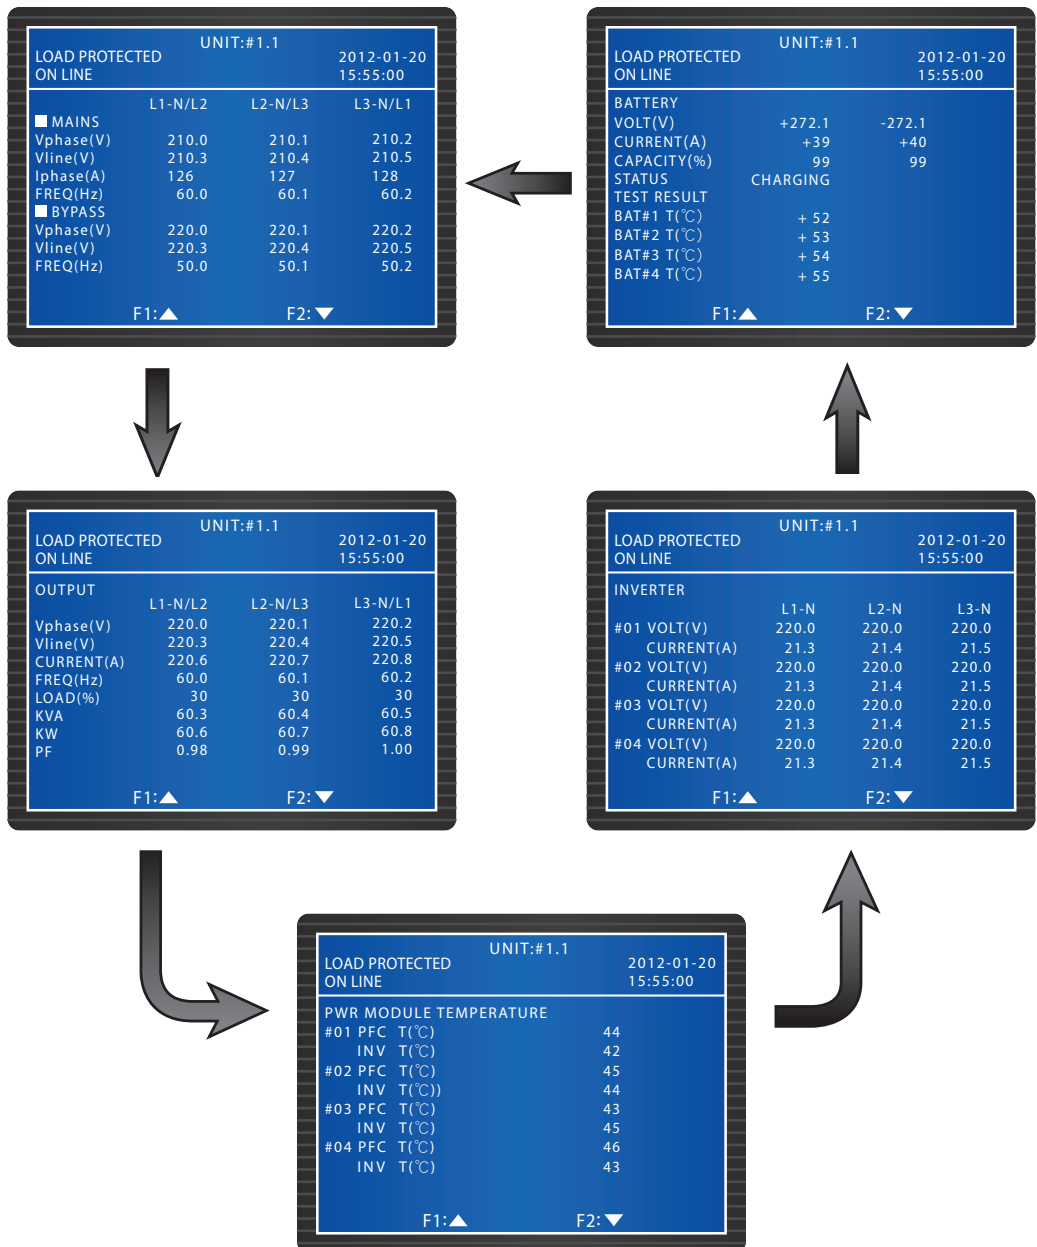 UNIT:#1.1
LOAD PROTECTED 2012-01-20
ON LINE 15:55:00
L1-N/L2 L2-N/L3 L3-N/L1
MAINS
Vphase(V) 210.0 210.1 210.2
Vline(V) 210.3 210.4 210.5
Iphase(A) 126 127 128
FREQ(Hz) 60.0 60.1 60.2
BYPASS
Vphase(V) 220.0 220.1 220.2
Vline(V) 220.3 220.4 220.5
FREQ(Hz) 50.0 50.1 50.2
F1: F2:
UNIT:#1.1
LOAD PROTECTED 2012-01-20
ON LINE 15:55:00
BATTERY
VOLT(V) +272.1 -272.1
CURRENT(A) +39 +40
CAPACITY(%) 99 99
STATUS CHARGING
TEST RESULT
BAT#1 T(℃) + 52
BAT#2 T(℃) + 53
BAT#3 T(℃) + 54
BAT#4 T(℃) + 55
F1: F2:
UNIT:#1.1
LOAD PROTECTED 2012-01-20
ON LINE 15:55:00
OUTPUT
L1-N/L2 L2-N/L3 L3-N/L1
Vphase(V) 220.0 220.1 220.2
Vline(V) 220.3 220.4 220.5
CURRENT(A) 220.6 220.7 220.8
FREQ(Hz) 60.0 60.1 60.2
LOAD(%) 30 30 30
KVA 60.3 60.4 60.5
KW 60.6 60.7 60.8
PF 0.98 0.99 1.00
F1: F2:
UNIT:#1.1
LOAD PROTECTED 2012-01-20
ON LINE 15:55:00
INVERTER
L1-N L2-N L3-N
#01 VOLT(V) 220.0 220.0 220.0
CURRENT(A) 21.3 21.4 21.5
#02 VOLT(V) 220.0 220.0 220.0
CURRENT(A) 21.3 21.4 21.5
#03 VOLT(V) 220.0 220.0 220.0
CURRENT(A) 21.3 21.4 21.5
#04 VOLT(V) 220.0 220.0 220.0
CURRENT(A) 21.3 21.4 21.5
F1: F2:
UNIT:#1.1
LOAD PROTECTED 2012-01-20
ON LINE 15:55:00
PWR MODULE TEMPERATURE
#01 PFC T(℃) 44
INV T(℃) 42
#02 PFC T(℃) 45
INV T(℃)) 44
#03 PFC T(℃) 43
INV T(℃) 45
#04 PFC T(℃) 46
INV T(℃) 43
F1: F2: